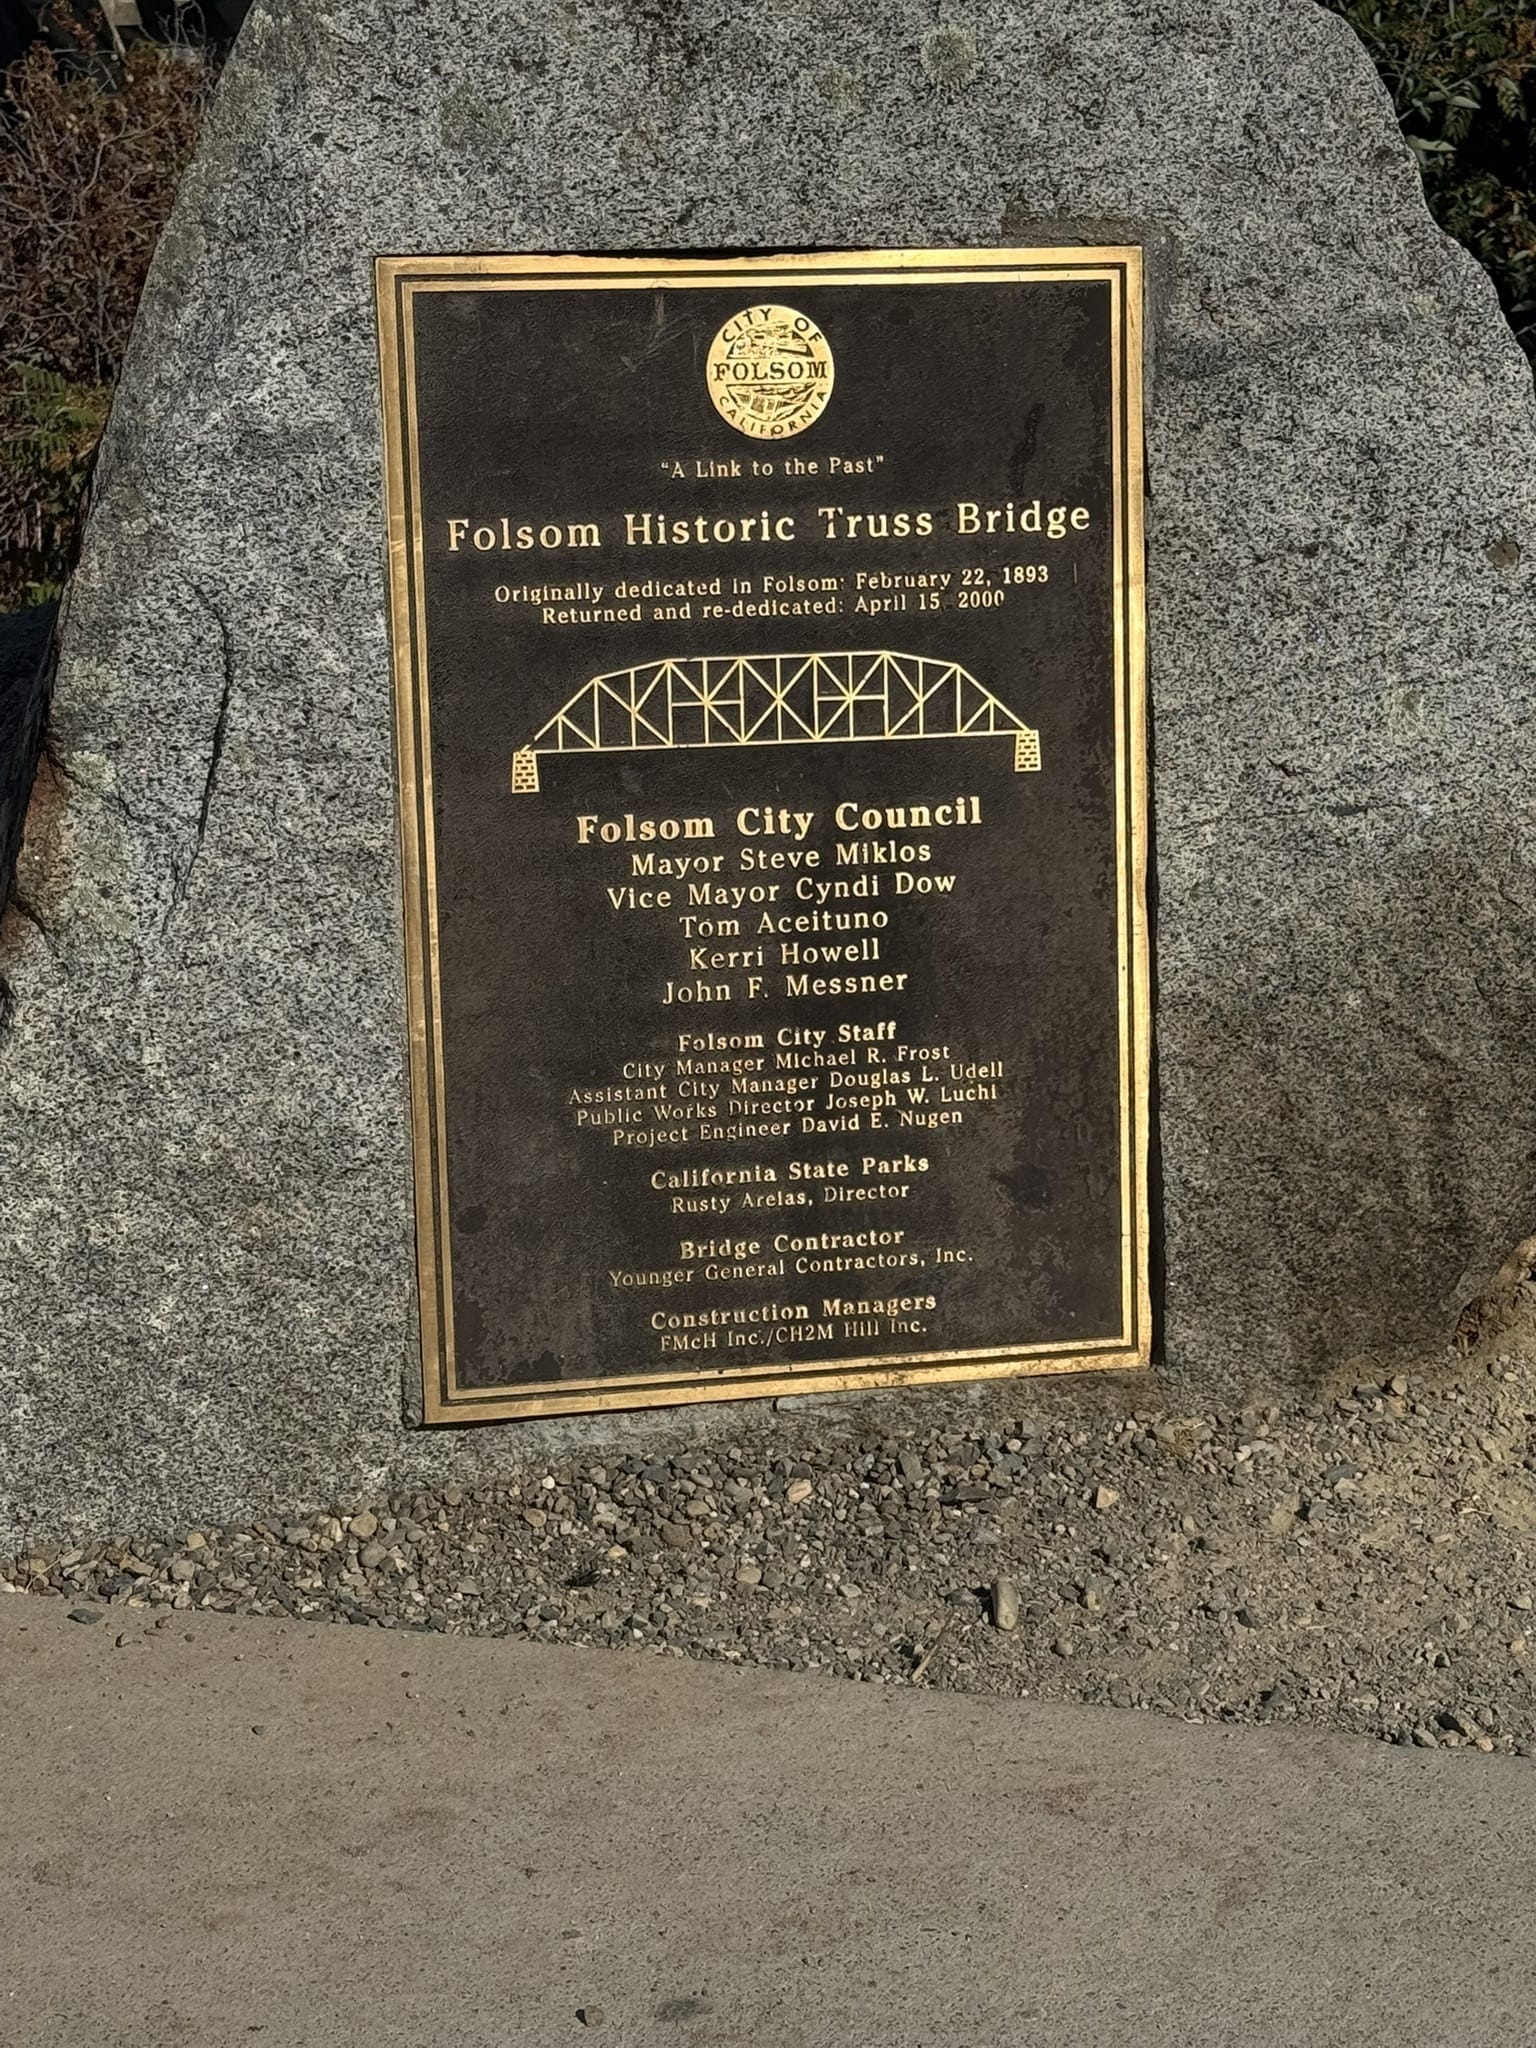 CITY OF
FOLSOM
CALIFORNIA
"A Link to the Past"
Folsom Historic Truss Bridge
Originally dedicated in Folsom: February 22, 1893
Returned and re-dedicated: April 15, 2000
Folsom City Council
Mayor Steve Miklos
Vice Mayor Cyndi Dow
Tom Aceituno
Kerri Howell
John F. Messner
Folsom City Staff
City Manager Michael R. Frost
Assistant City Manager Douglas L. Udell
Public Works Director Joseph W. Luchi
Project Engineer David E. Nugen
California State Parks
Rusty Areias, Director
Bridge Contractor
Younger General Contractors, Inc.
Construction Managers
FMcH Inc./CH2M Hill Inc.